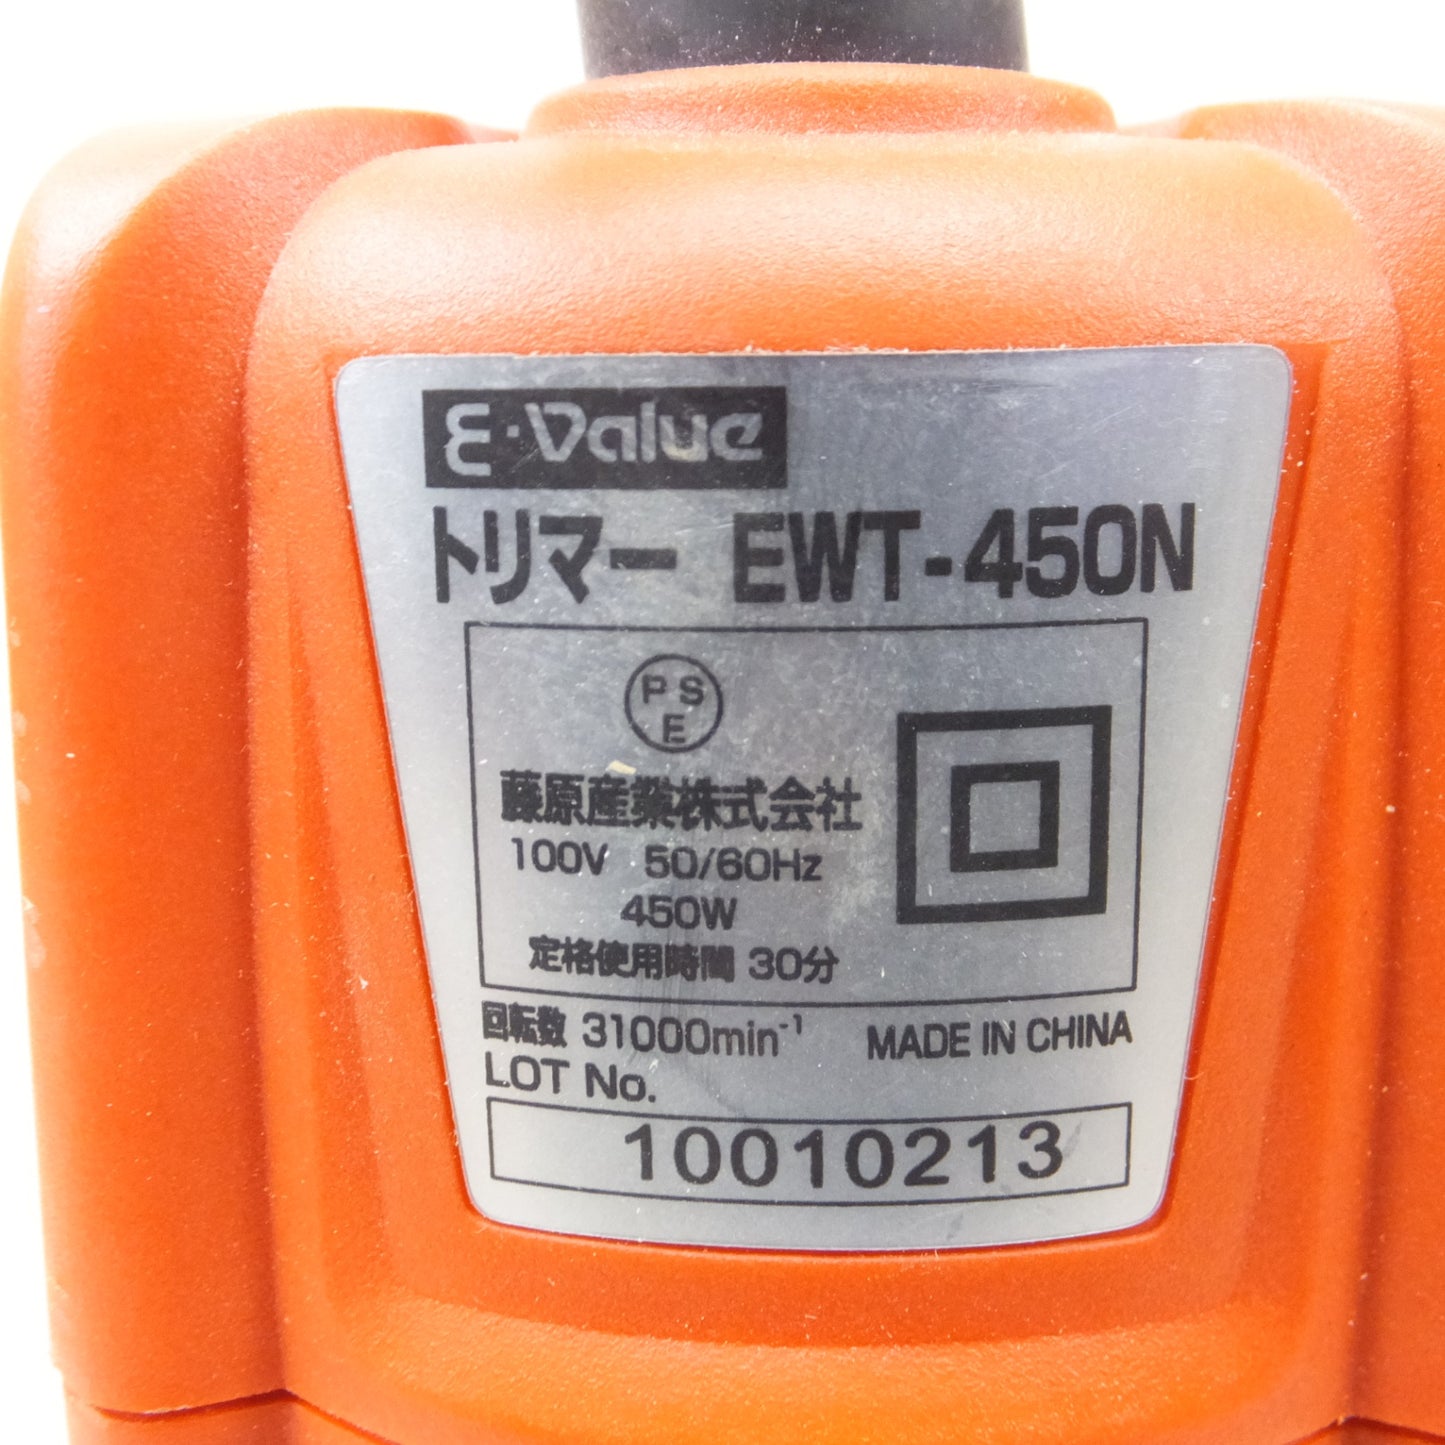 E·Value
トリマー EWT-450N
PSE
藤原産業株式会社
100V 50/60Hz
450W
定格使用時間 30分
回転数 31000min⁻¹ MADE IN CHINA
LOT No.
10010213